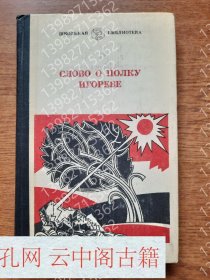 ШКОЛЬНАЯ БИБЛИОТЕКА
СЛОВО О ПОЛКУ
ИГОРЕВЕ
孔网 云中阁古籍